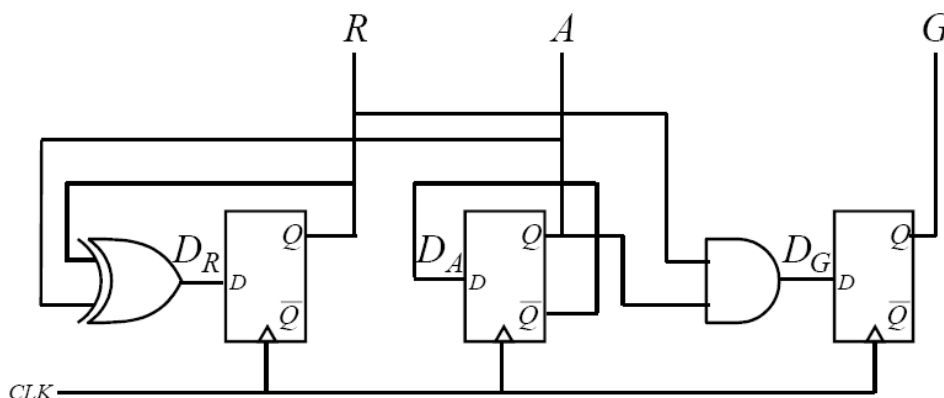 R A G
D_R D Q Q̅
D_A D Q Q̅
D_G D Q Q̅
CLK